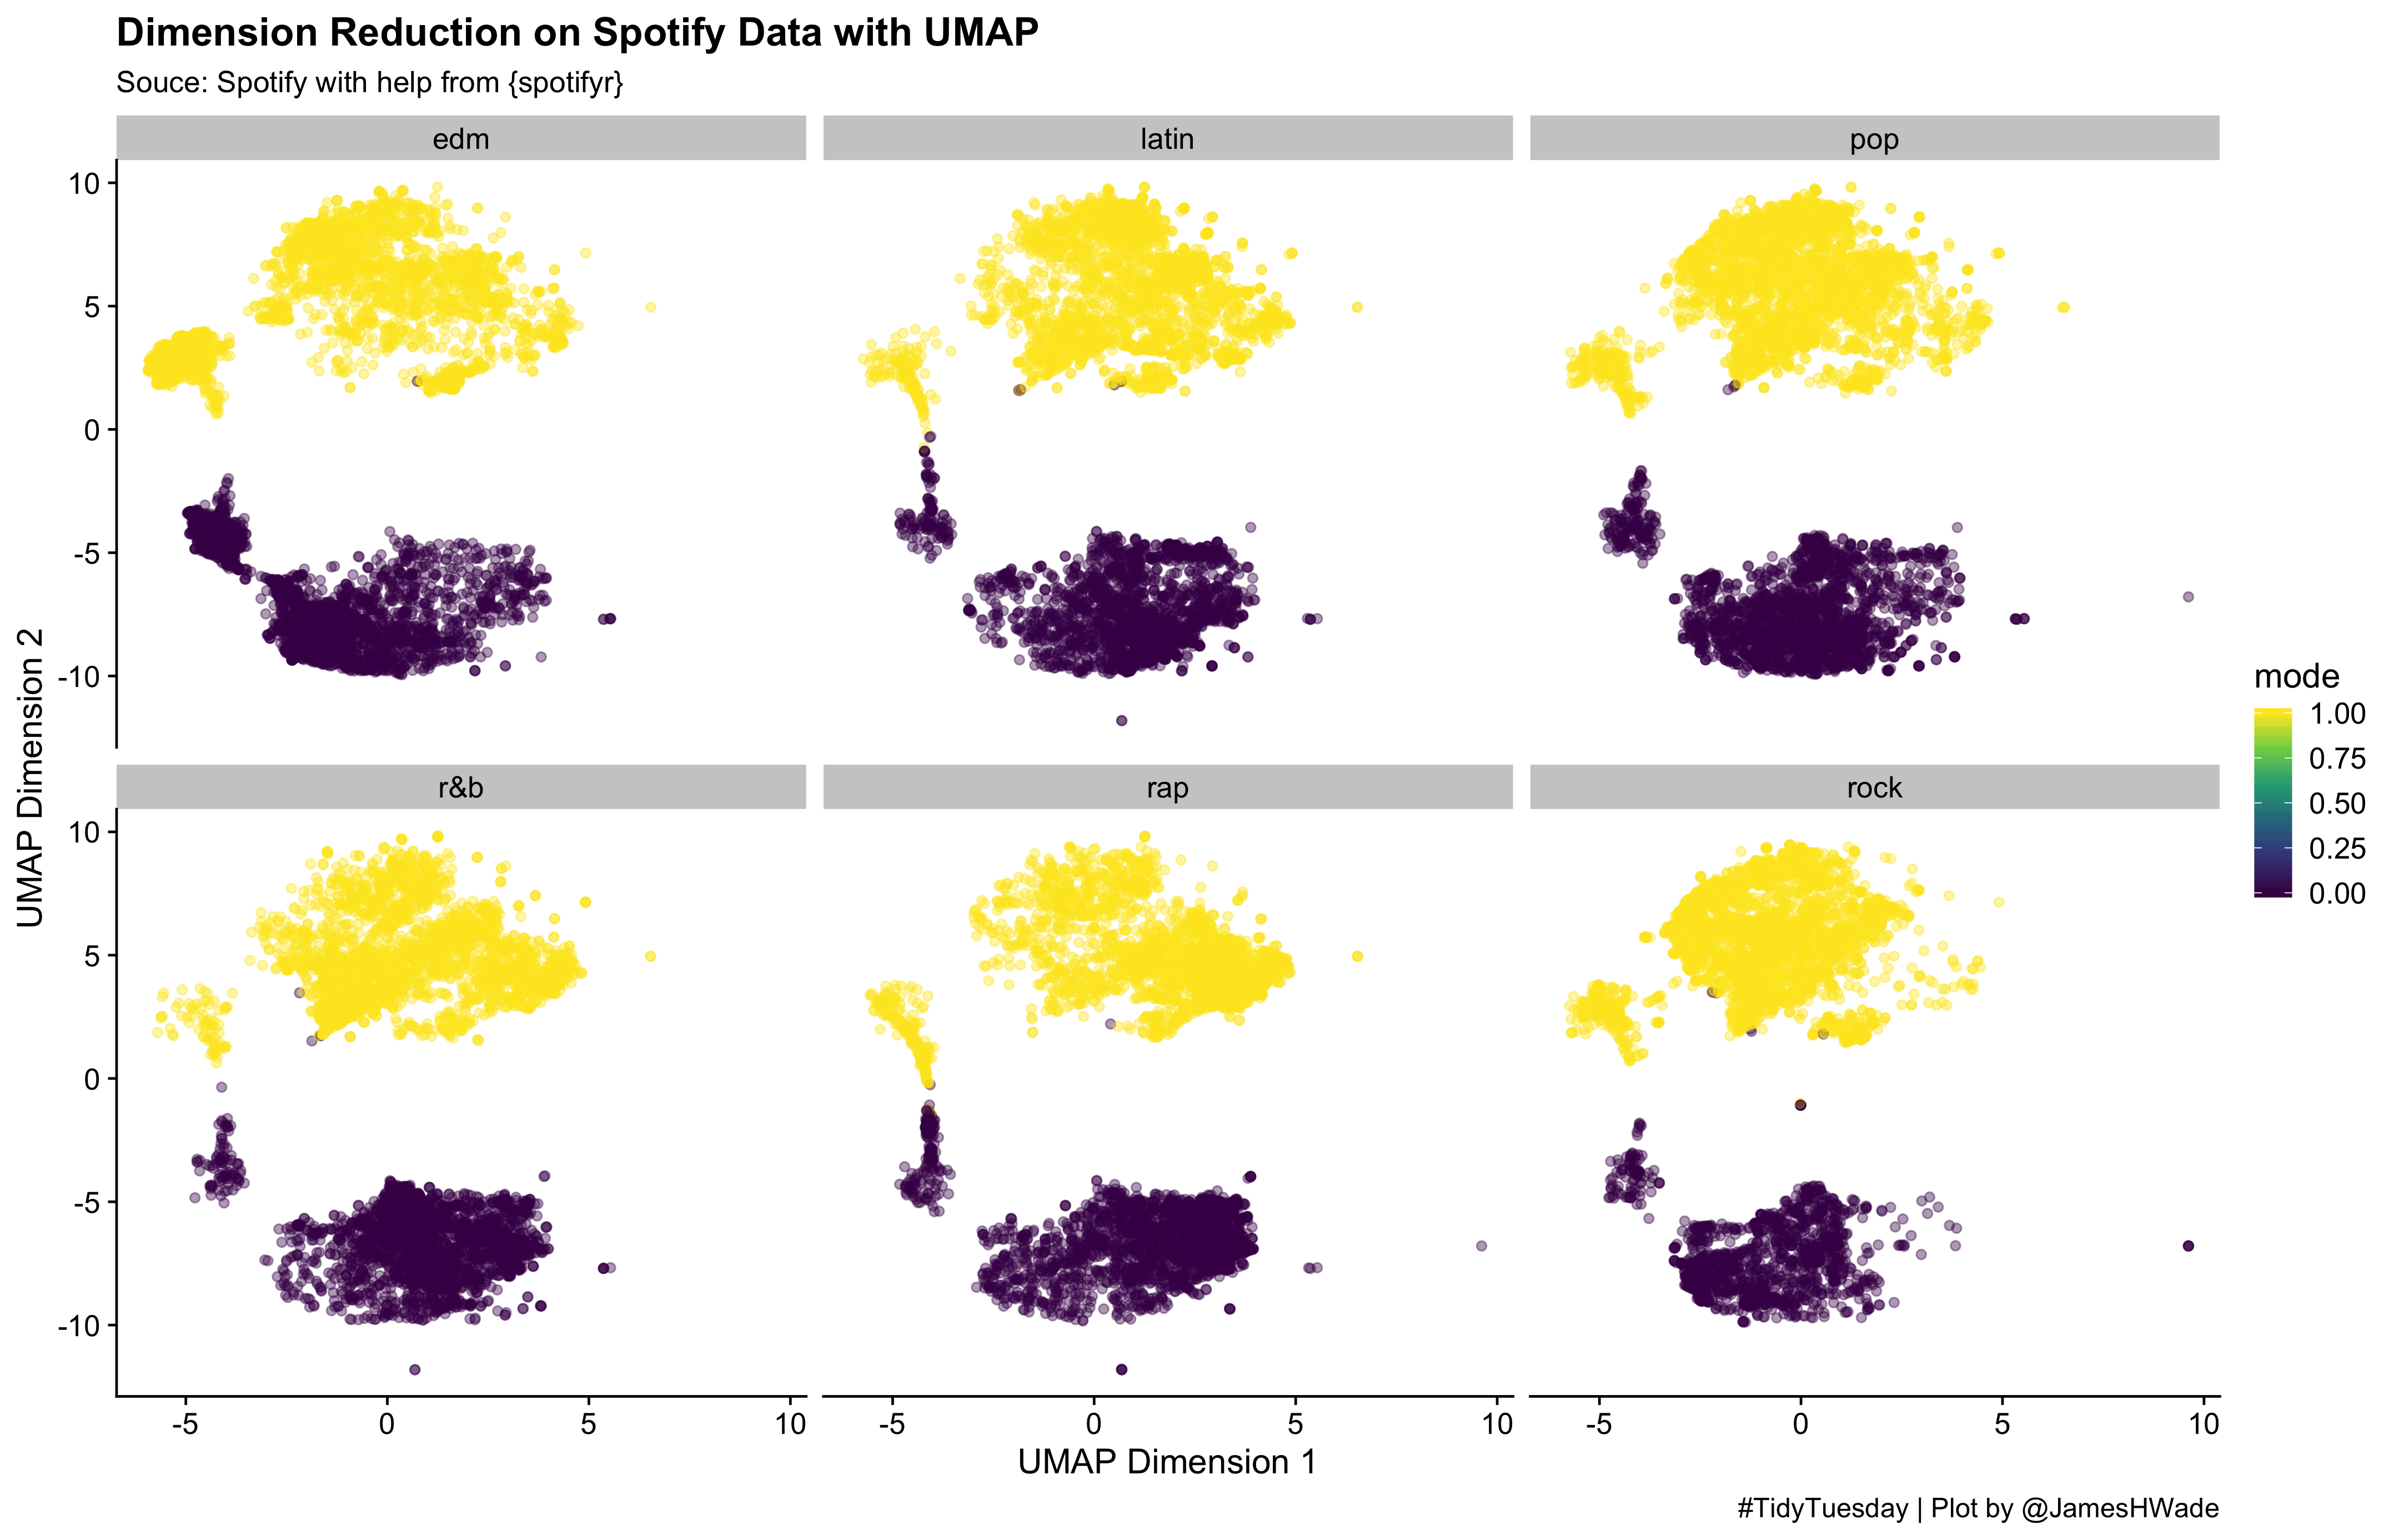 Dimension Reduction on Spotify Data with UMAP
Souce: Spotify with help from {spotifyr}
edm
latin
pop
10
5
0
-5
-10
UMAP Dimension 2
r&b
rap
rock
10
5
0
-5
-10
-5 0 5 10
-5 0 5 10
-5 0 5 10
UMAP Dimension 1
mode
1.00
0.75
0.50
0.25
0.00
#TidyTuesday | Plot by @JamesHWade